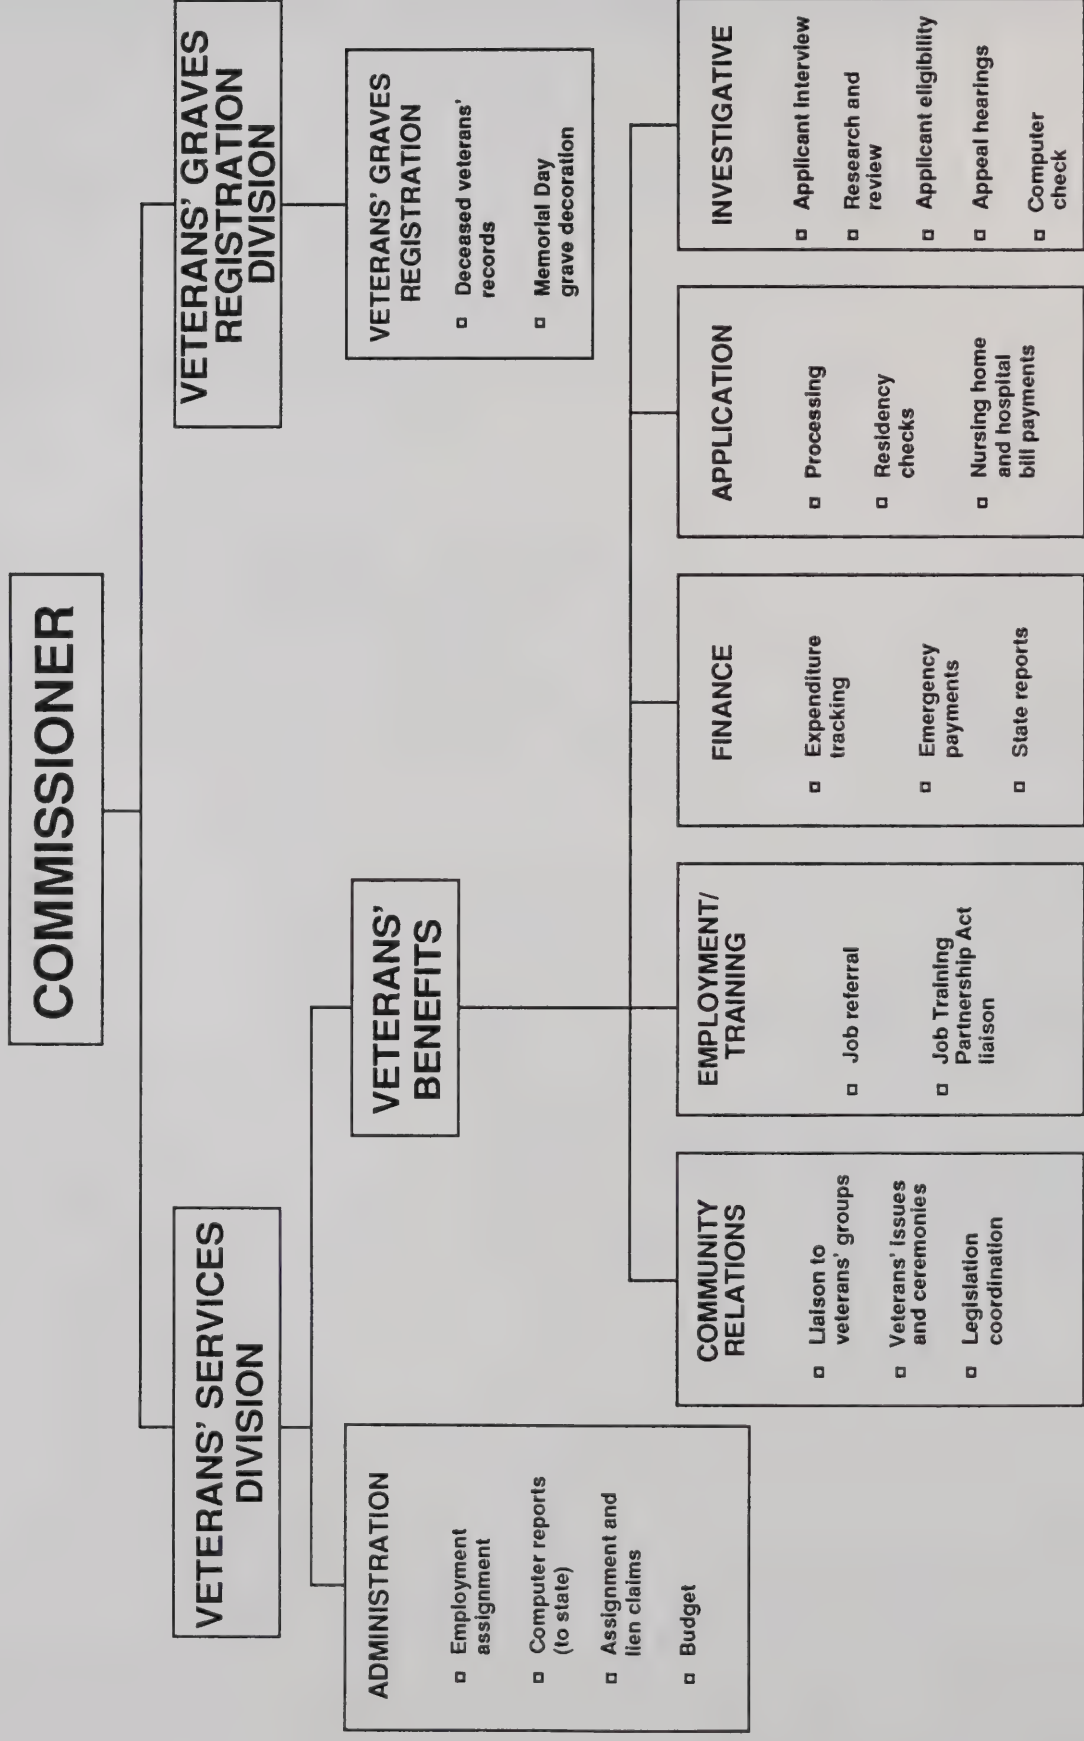 COMMISSIONER
VETERANS' SERVICES
DIVISION
VETERANS' GRAVES
REGISTRATION
DIVISION
ADMINISTRATION
▫ Employment
assignment
▫ Computer reports
(to state)
▫ Assignment and
lien claims
▫ Budget
VETERANS'
BENEFITS
VETERANS' GRAVES
REGISTRATION
▫ Deceased veterans'
records
▫ Memorial Day
grave decoration
COMMUNITY
RELATIONS
▫ Liaison to
veterans' groups
▫ Veterans' issues
and ceremonies
▫ Legislation
coordination
EMPLOYMENT/
TRAINING
▫ Job referral
▫ Job Training
Partnership Act
liaison
FINANCE
▫ Expenditure
tracking
▫ Emergency
payments
▫ State reports
APPLICATION
▫ Processing
▫ Residency
checks
▫ Nursing home
and hospital
bill payments
INVESTIGATIVE
▫ Applicant interview
▫ Research and
review
▫ Applicant eligibility
▫ Appeal hearings
▫ Computer
check